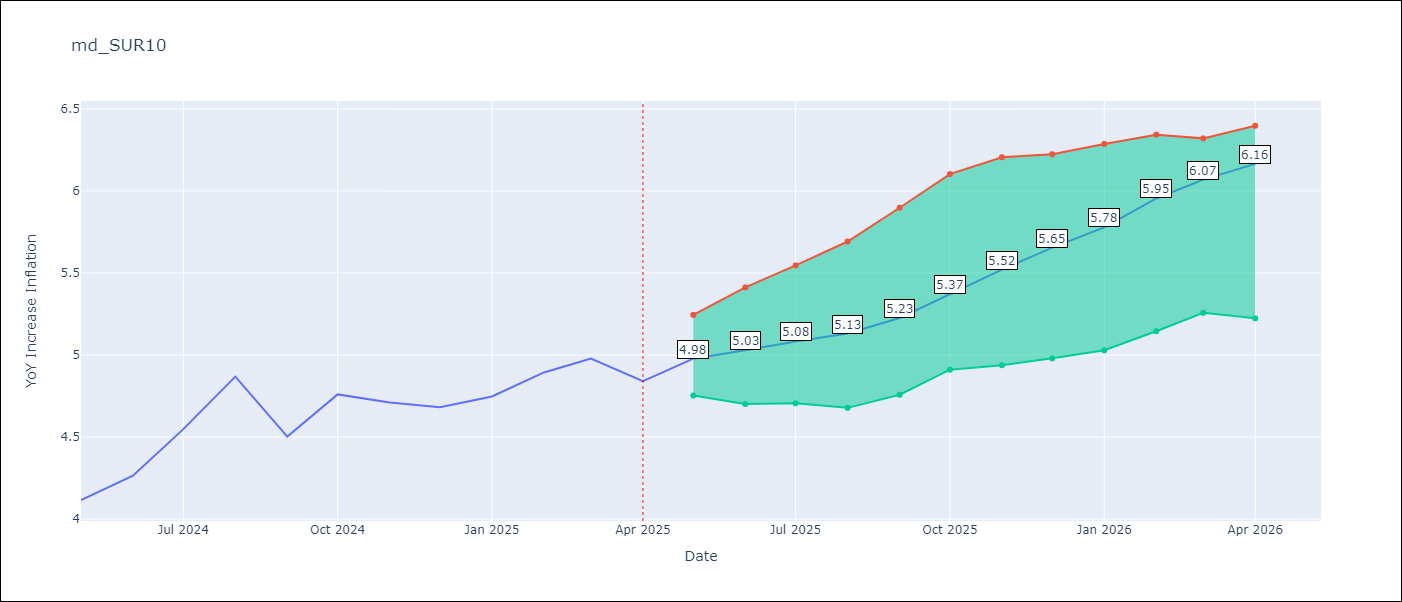 md_SUR10
6.5
6
5.5
5
4.5
4
YoY Increase Inflation
4.98
5.03
5.08
5.13
5.23
5.37
5.52
5.65
5.78
5.95
6.07
6.16
Jul 2024
Oct 2024
Jan 2025
Apr 2025
Jul 2025
Oct 2025
Jan 2026
Apr 2026
Date